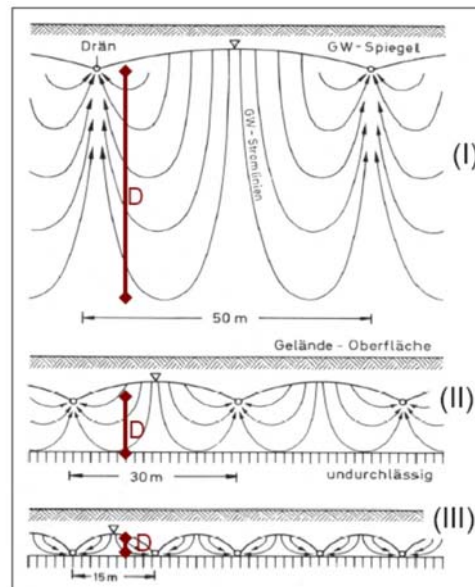 Drän GW-Spiegel
GW-Stromlinien
D
(I)
50 m
Gelände-Oberfläche
(II)
D
30 m undurchlässig
(III)
D
15 m